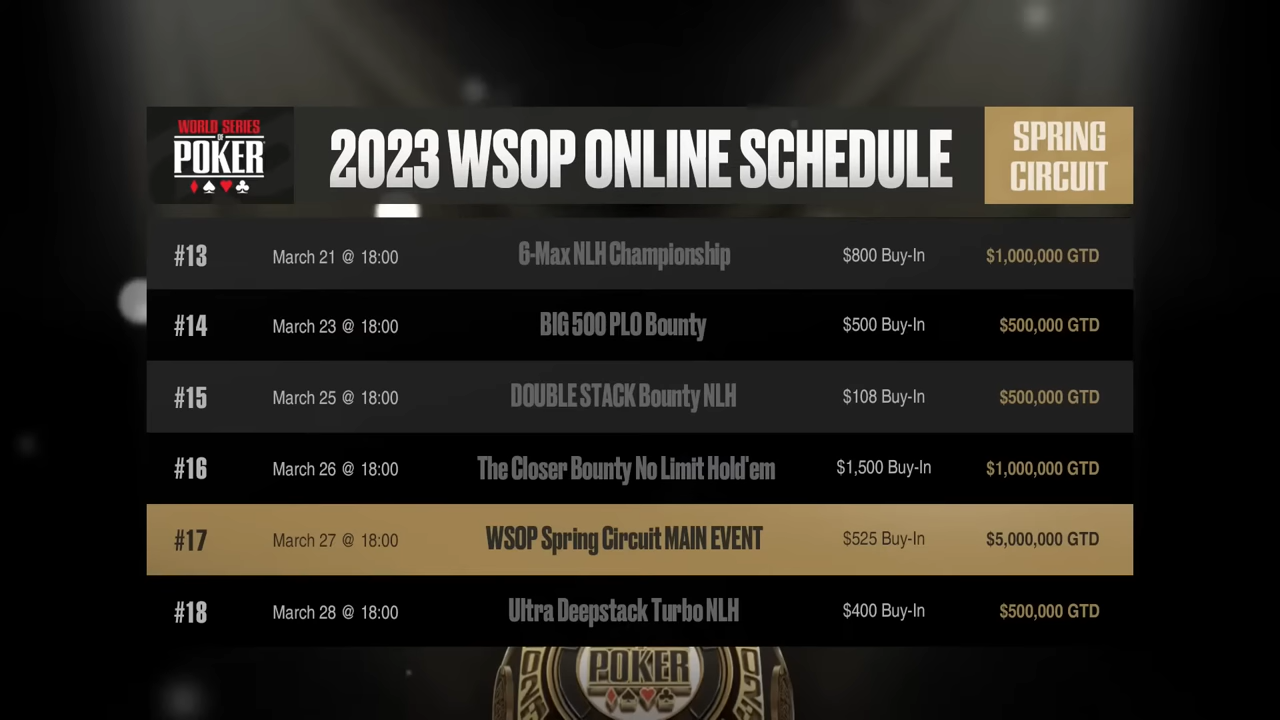 WORLD SERIES
OF
POKER
2023 WSOP ONLINE SCHEDULE
SPRING
CIRCUIT
#13 March 21 @ 18:00 6-Max NLH Championship $800 Buy-In $1,000,000 GTD
#14 March 23 @ 18:00 BIG 500 PLO Bounty $500 Buy-In $500,000 GTD
#15 March 25 @ 18:00 DOUBLE STACK Bounty NLH $108 Buy-In $500,000 GTD
#16 March 26 @ 18:00 The Closer Bounty No Limit Hold'em $1,500 Buy-In $1,000,000 GTD
#17 March 27 @ 18:00 WSOP Spring Circuit MAIN EVENT $525 Buy-In $5,000,000 GTD
#18 March 28 @ 18:00 Ultra Deepstack Turbo NLH $400 Buy-In $500,000 GTD
POKER